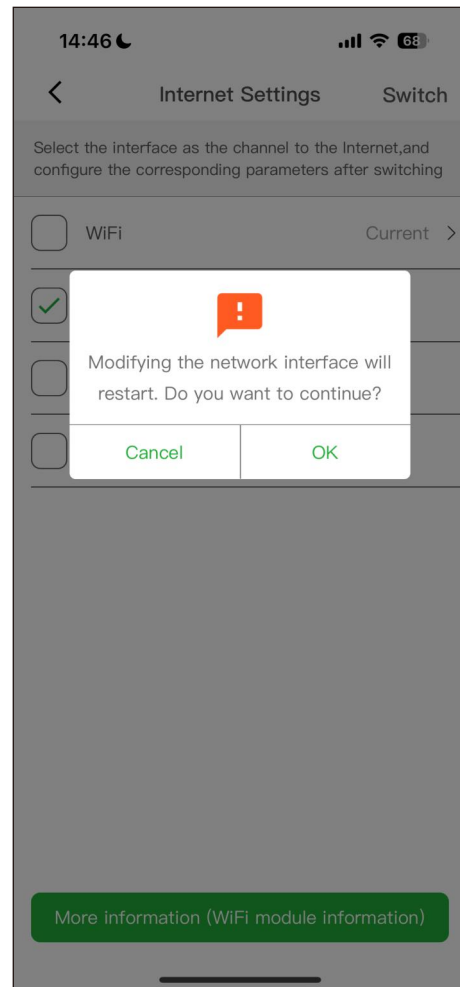 14:46
68
Internet Settings
Switch
Select the interface as the channel to the Internet,and
configure the corresponding parameters after switching
WiFi
Current
Modifying the network interface will
restart. Do you want to continue?
Cancel
OK
More information (WiFi module information)